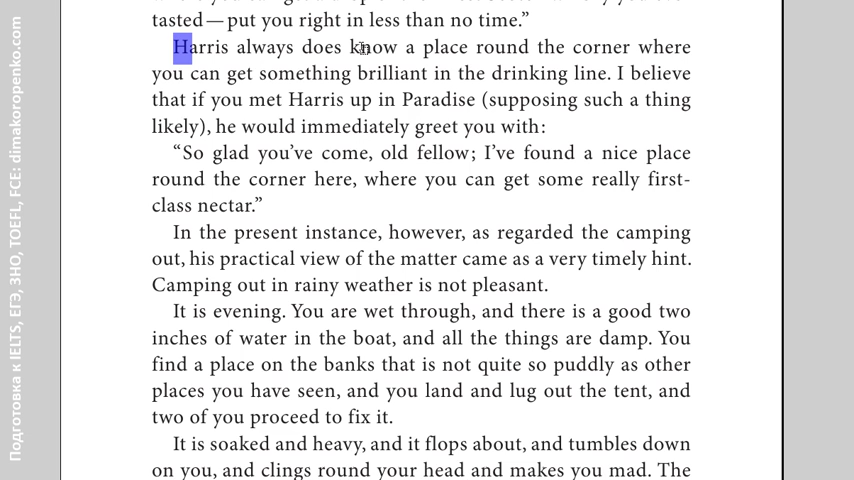 tasted — put you right in less than no time.”
Harris always does know a place round the corner where
you can get something brilliant in the drinking line. I believe
that if you met Harris up in Paradise (supposing such a thing
likely), he would immediately greet you with:
“So glad you’ve come, old fellow; I’ve found a nice place
round the corner here, where you can get some really first-
class nectar.”
In the present instance, however, as regarded the camping
out, his practical view of the matter came as a very timely hint.
Camping out in rainy weather is not pleasant.
It is evening. You are wet through, and there is a good two
inches of water in the boat, and all the things are damp. You
find a place on the banks that is not quite so puddly as other
places you have seen, and you land and lug out the tent, and
two of you proceed to fix it.
It is soaked and heavy, and it flops about, and tumbles down
on you, and clings round your head and makes you mad. The
Подготовка к IELTS, ЕГЭ, ЗНО, TOEFL, FCE: dimakoropenko.com